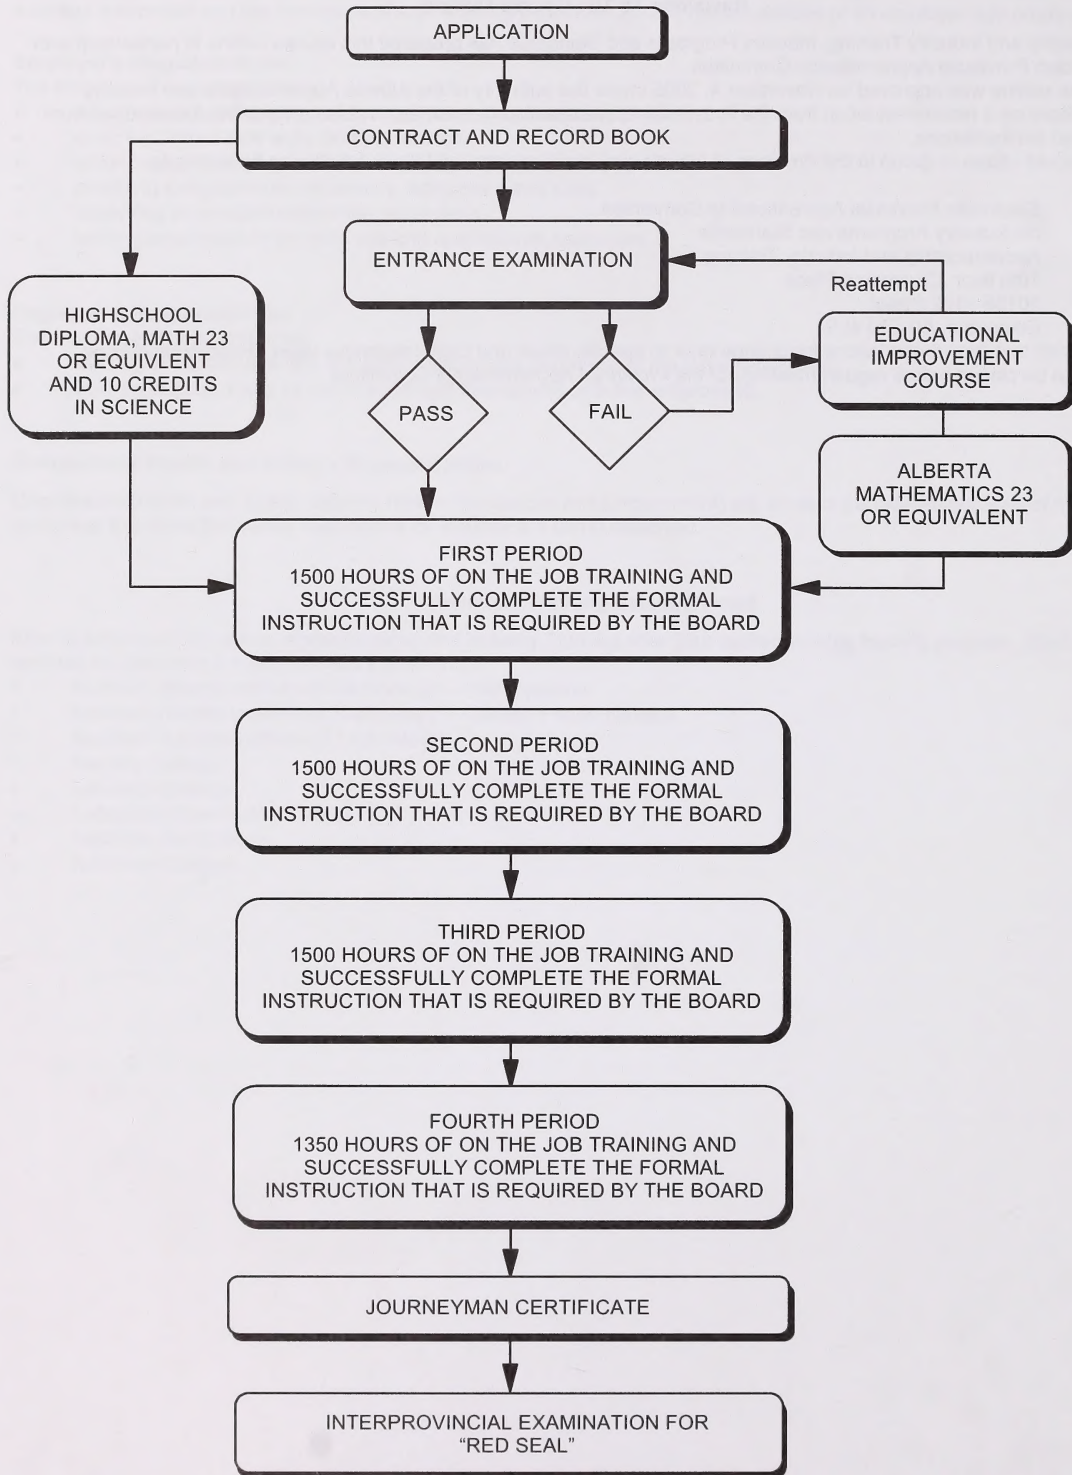 APPLICATION
CONTRACT AND RECORD BOOK
ENTRANCE EXAMINATION
Reattempt
HIGHSCHOOL
DIPLOMA, MATH 23
OR EQUIVLENT
AND 10 CREDITS
IN SCIENCE
EDUCATIONAL
IMPROVEMENT
COURSE
PASS
FAIL
ALBERTA
MATHEMATICS 23
OR EQUIVALENT
FIRST PERIOD
1500 HOURS OF ON THE JOB TRAINING AND
SUCCESSFULLY COMPLETE THE FORMAL
INSTRUCTION THAT IS REQUIRED BY THE BOARD
SECOND PERIOD
1500 HOURS OF ON THE JOB TRAINING AND
SUCCESSFULLY COMPLETE THE FORMAL
INSTRUCTION THAT IS REQUIRED BY THE BOARD
THIRD PERIOD
1500 HOURS OF ON THE JOB TRAINING AND
SUCCESSFULLY COMPLETE THE FORMAL
INSTRUCTION THAT IS REQUIRED BY THE BOARD
FOURTH PERIOD
1350 HOURS OF ON THE JOB TRAINING AND
SUCCESSFULLY COMPLETE THE FORMAL
INSTRUCTION THAT IS REQUIRED BY THE BOARD
JOURNEYMAN CERTIFICATE
INTERPROVINCIAL EXAMINATION FOR
“RED SEAL”